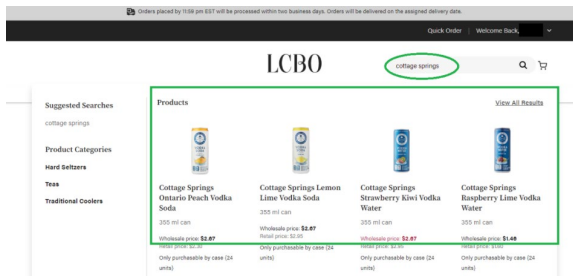 Orders placed by 11:59 pm EST will be processed within two business days. Orders will be delivered on the assigned delivery date.
Quick Order | Welcome Back,
LCBO
cottage springs
Suggested Searches
cottage springs
Product Categories
Hard Seltzers
Teas
Traditional Coolers
Products
View All Results
Cottage Springs
Ontario Peach Vodka
Soda
355 ml can
Wholesale price: $2.67
Only purchasable by case (24
units)
Cottage Springs Lemon
Lime Vodka Soda
355 ml can
Wholesale price: $2.67
Retail price: $2.95
Only purchasable by case (24
units)
Cottage Springs
Strawberry Kiwi Vodka
Water
355 ml can
Wholesale price: $2.67
Retail price: $2.95
Only purchasable by case (24
units)
Cottage Springs
Raspberry Lime Vodka
Water
355 ml can
Wholesale price: $1.46
Only purchasable by case (24
units)